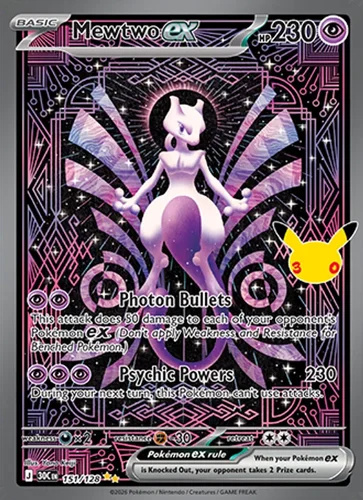 BASIC
Mewtwo ex HP 230
30
Photon Bullets
This attack does 50 damage to each of your opponent's
Pokémon ex. (Don't apply Weakness and Resistance for
Benched Pokémon.)
Psychic Powers 230
During your next turn, this Pokémon can't use attacks.
weakness ×2 resistance -30 retreat
Pokémon ex rule
When your Pokémon ex
is Knocked Out, your opponent takes 2 Prize cards.
J 30C EN 151/128
©2026 Pokémon / Nintendo / Creatures / GAME FREAK